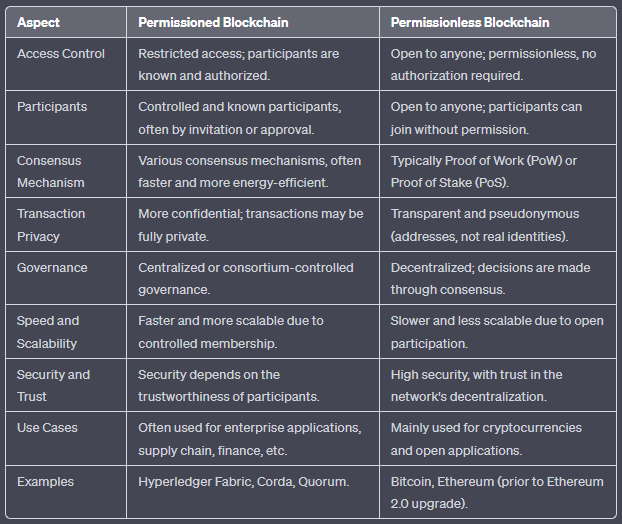 Aspect Permissioned Blockchain Permissionless Blockchain
Access Control Restricted access; participants are Open to anyone; permissionless, no
known and authorized. authorization required.
Participants Controlled and known participants, Open to anyone; participants can
often by invitation or approval. join without permission.
Consensus Various consensus mechanisms, often Typically Proof of Work (PoW) or
Mechanism faster and more energy-efficient. Proof of Stake (PoS).
Transaction More confidential; transactions may be Transparent and pseudonymous
Privacy fully private. (addresses, not real identities).
Governance Centralized or consortium-controlled Decentralized; decisions are made
governance. through consensus.
Speed and Faster and more scalable due to Slower and less scalable due to open
Scalability controlled membership. participation.
Security and Security depends on the High security, with trust in the
Trust trustworthiness of participants. network's decentralization.
Use Cases Often used for enterprise applications, Mainly used for cryptocurrencies
supply chain, finance, etc. and open applications.
Examples Hyperledger Fabric, Corda, Quorum. Bitcoin, Ethereum (prior to Ethereum
2.0 upgrade).